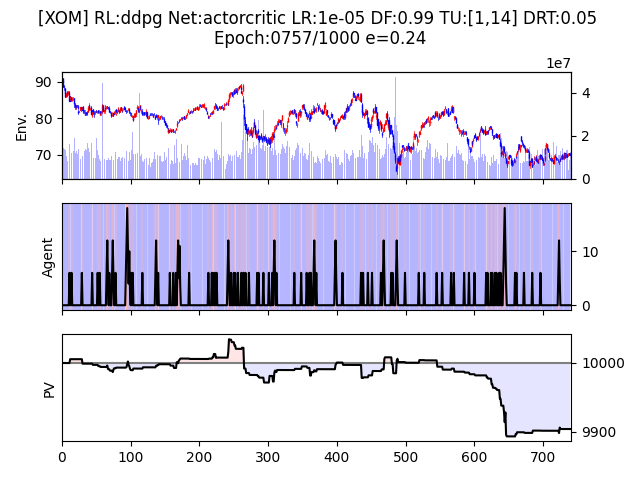 [XOM] RL:ddpg Net:actorcritic LR:1e-05 DF:0.99 TU:[1,14] DRT:0.05
Epoch:0757/1000 e=0.24
1e7
90
80
70
Env.
4
2
0
Agent
10
0
PV
10000
9900
0 100 200 300 400 500 600 700